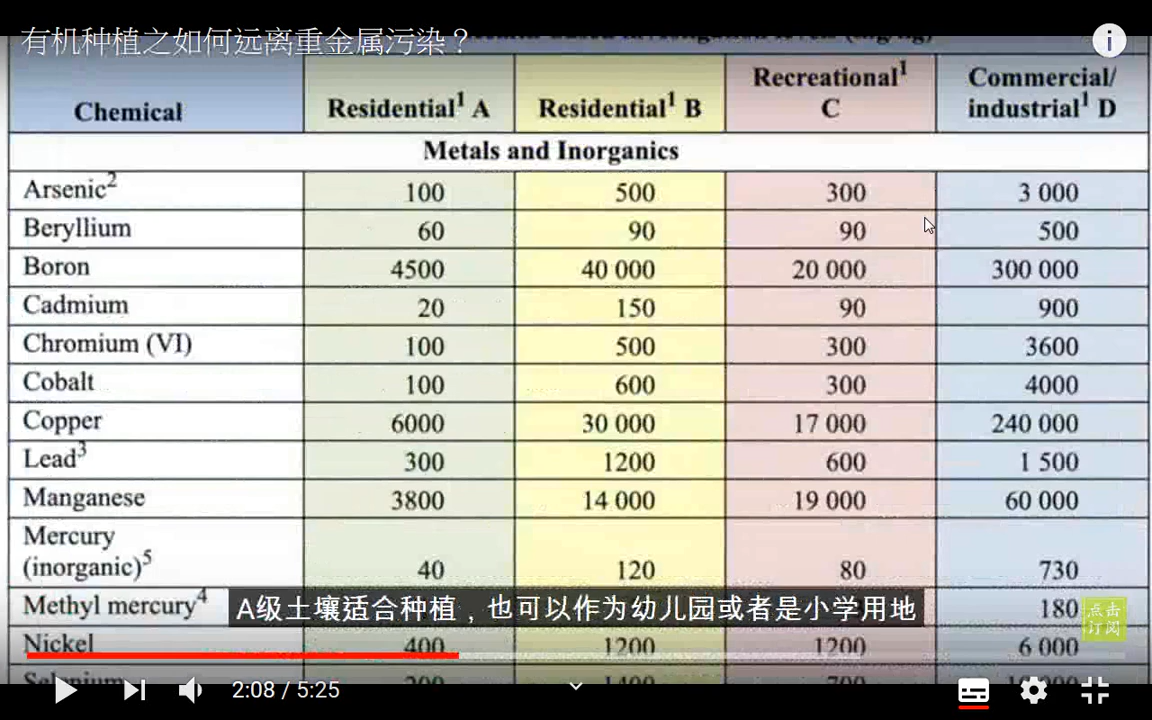 有机种植之如何远离重金属污染？
Chemical Residential¹ A Residential¹ B Recreational¹ C Commercial/ industrial¹ D
Metals and Inorganics
Arsenic² 100 500 300 3 000
Beryllium 60 90 90 500
Boron 4500 40 000 20 000 300 000
Cadmium 20 150 90 900
Chromium (VI) 100 500 300 3600
Cobalt 100 600 300 4000
Copper 6000 30 000 17 000 240 000
Lead³ 300 1200 600 1 500
Manganese 3800 14 000 19 000 60 000
Mercury (inorganic)⁵ 40 120 80 730
Methyl mercury⁴ 180
A级土壤适合种植，也可以作为幼儿园或者是小学用地
点击
订阅
Nickel 400 1200 1200 6 000
2:08 / 5:25